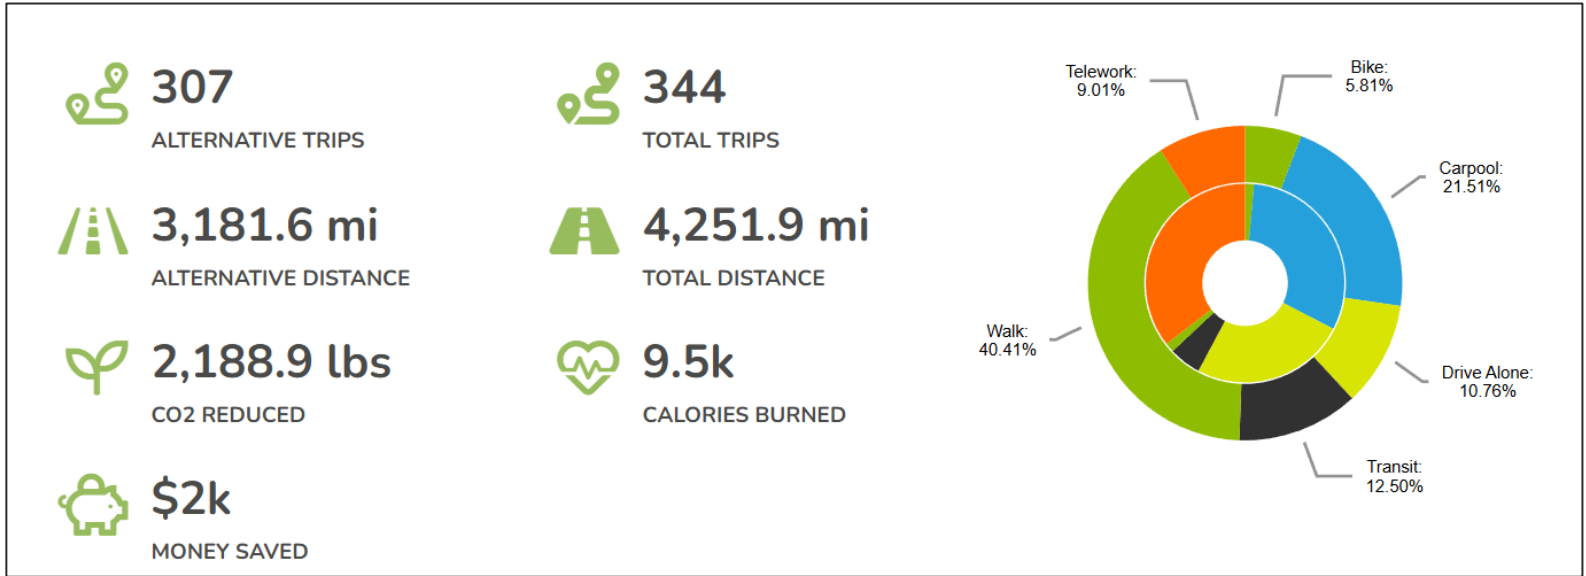 307
ALTERNATIVE TRIPS
344
TOTAL TRIPS
3,181.6 mi
ALTERNATIVE DISTANCE
4,251.9 mi
TOTAL DISTANCE
2,188.9 lbs
CO2 REDUCED
9.5k
CALORIES BURNED
$2k
MONEY SAVED
Telework:
9.01%
Bike:
5.81%
Carpool:
21.51%
Walk:
40.41%
Drive Alone:
10.76%
Transit:
12.50%